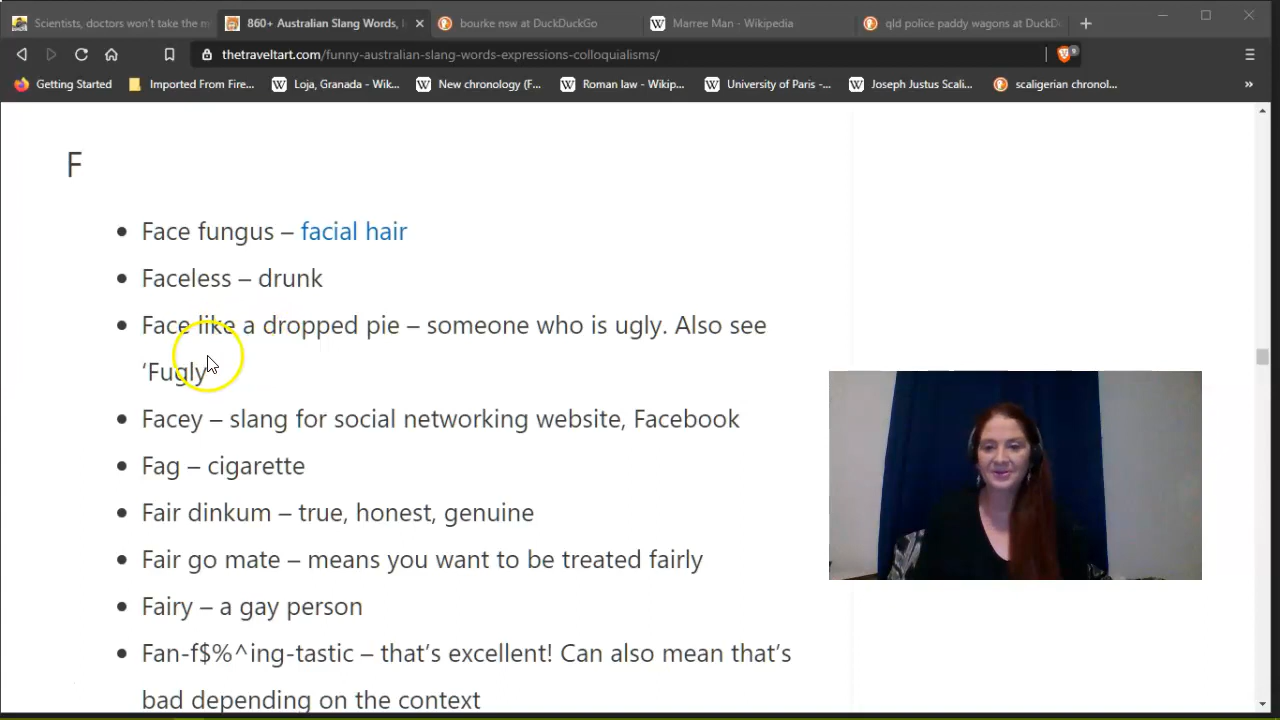 Scientists, doctors won't take the m
860+ Australian Slang Words,
bourke nsw at DuckDuckGo
Marree Man - Wikipedia
qld police paddy wagons at DuckD
thetraveltart.com/funny-australian-slang-words-expressions-colloquialisms/
9
Getting Started
Imported From Fire...
Loja, Granada - Wik...
New chronology (F...
Roman law - Wikip...
University of Paris -...
Joseph Justus Scali...
scaligerian chronol...
F
Face fungus – facial hair
Faceless – drunk
Face like a dropped pie – someone who is ugly. Also see
‘Fugly’
Facey – slang for social networking website, Facebook
Fag – cigarette
Fair dinkum – true, honest, genuine
Fair go mate – means you want to be treated fairly
Fairy – a gay person
Fan-f$%^ing-tastic – that’s excellent! Can also mean that’s
bad depending on the context